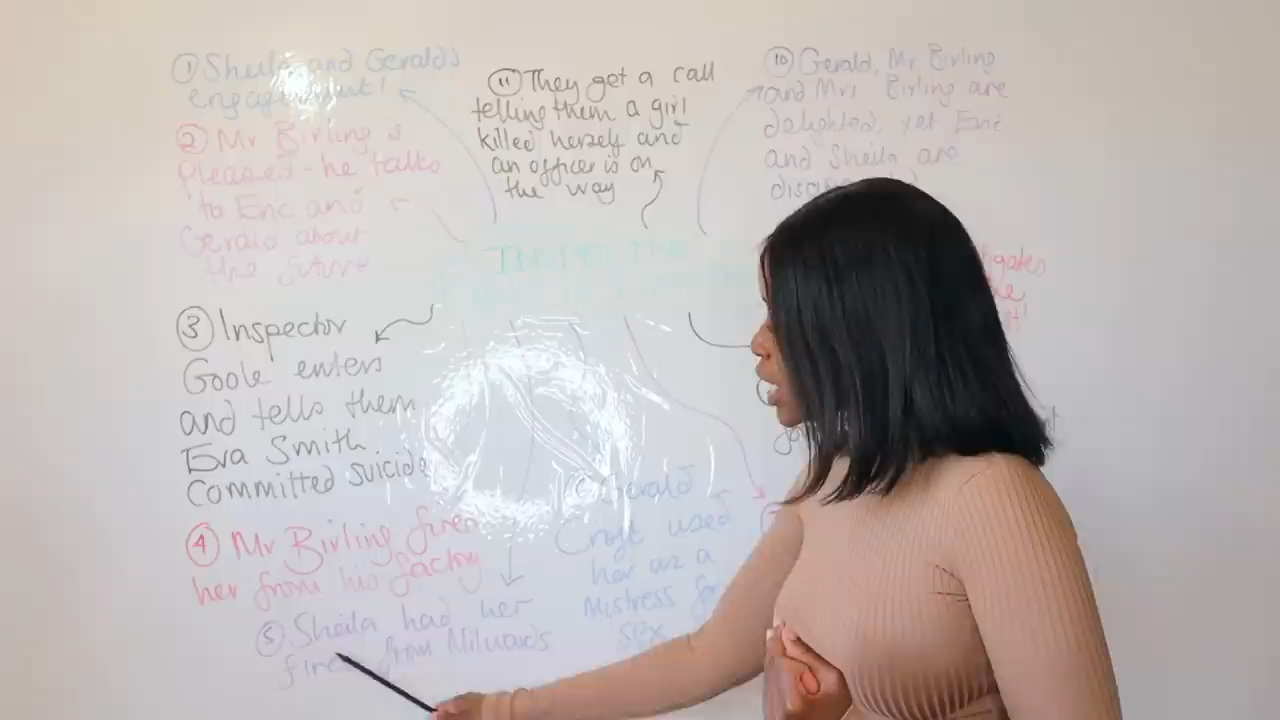 ① Sheila and Gerald's
engagement!
② Mr Birling is
pleased - he talks
to Eric and
Gerald about
the future
③ Inspector
Goole enters
and tells them
Eva Smith
Committed suicide
④ Mr Birling fired
her from his factory
⑤ Sheila had her
fired from Milwards
Gerald
Croft used
her as a
Mistress for
sex
⑩ Gerald, Mr Birling
and Mrs Birling are
delighted, yet Eric
and Sheila are
⑪ They get a call
telling them a girl
killed herself and
an officer is on
the way